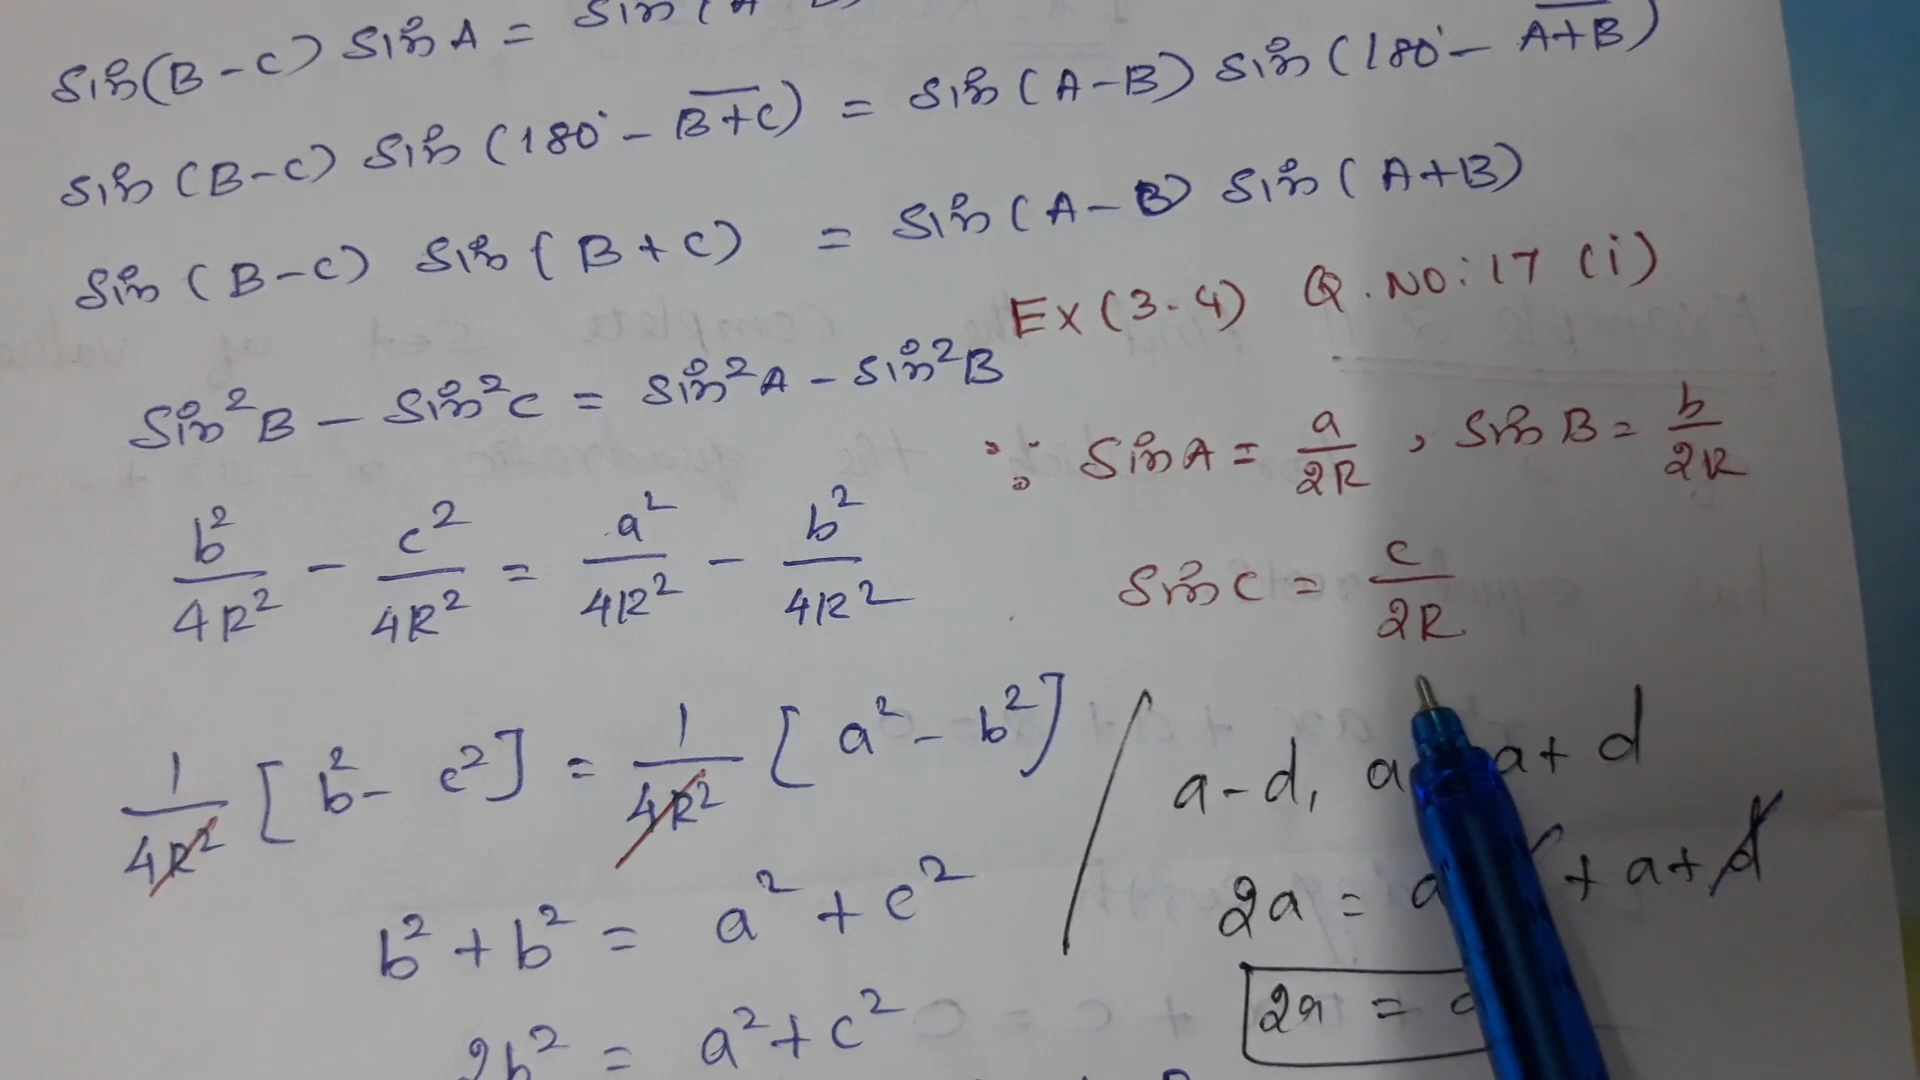 sin(B-C) sin A = sin(A
sin(B-C) sin(180° - \overline{B+C}) = sin(A-B) sin(180° - \overline{A+B})
sin(B-C) sin(B+C) = sin(A-B) sin(A+B)
Ex(3.4) Q.NO:17 (i)
sin²B - sin²C = sin²A - sin²B
∵ sin A = a/2R, sin B = b/2R
b²/4R² - c²/4R² = a²/4R² - b²/4R²
sin C = c/2R
1/4R² [b² - c²] = 1/4R² [a² - b²]
a-d, a a+d
b² + b² = a² + c²
2a = a + a+d
2b² = a² + c²
2a =